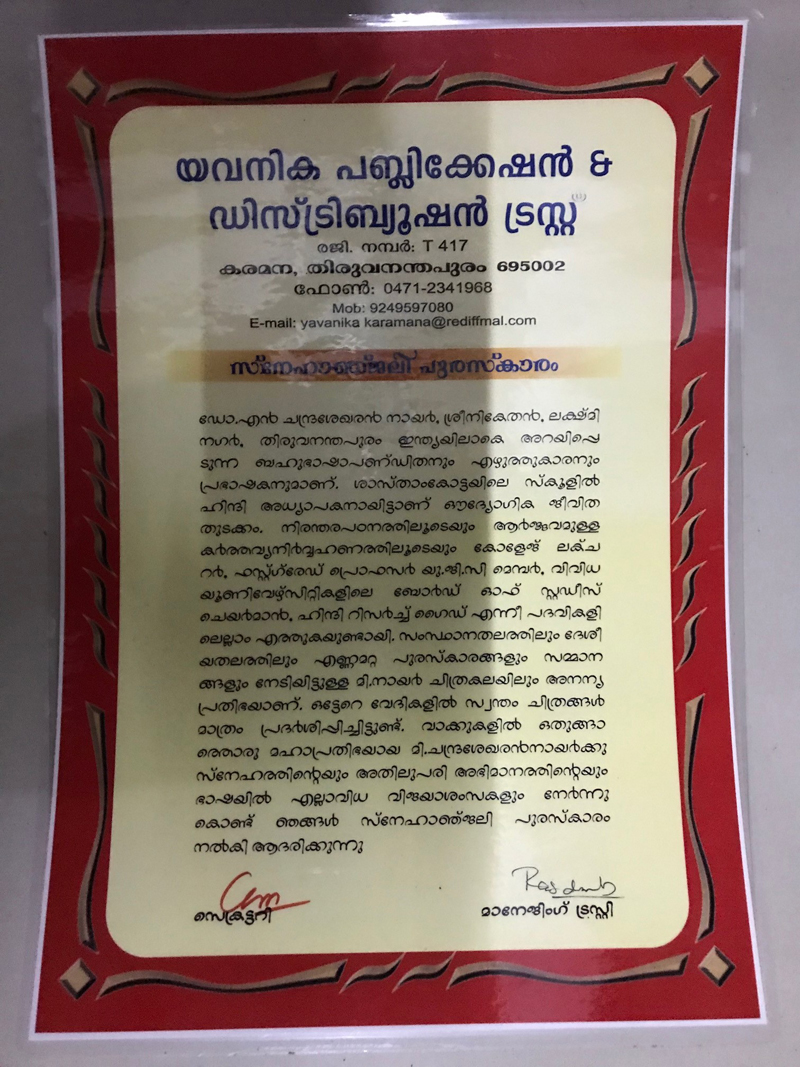 യവനിക പബ്ലിക്കേഷൻ &
ഡിസ്ട്രിബ്യൂഷൻ ട്രസ്റ്റ്
രജി. നമ്പർ: T 417
കരമന, തിരുവനന്തപുരം 695002
ഫോൺ: 0471-2341968
Mob: 9249597080
E-mail: yavanika karamana@rediffmal.com
സ്നേഹാഞ്ജലി പുരസ്കാരം
ഡോ.എൻ ചന്ദ്രശേഖരൻ നായർ, ശ്രീനികേതൻ, ലക്ഷ്മി
നഗർ, തിരുവനന്തപുരം ഇന്ത്യയിലാകെ അറയിപ്പെ
ടുന്ന ബഹുഭാഷാപണ്ഡിതനും എഴുത്തുകാരനും
പ്രഭാഷകനുമാണ്. ശാസ്താംകോട്ടയിലെ സ്കൂളിൽ
ഹിന്ദി അധ്യാപകനായിട്ടാണ് ഔദ്യോഗിക ജീവിത
തുടക്കം. നിരന്തരപഠനത്തിലൂടെയും ആർജ്ജവമുള്ള
കർത്തവ്യനിർവ്വഹണത്തിലൂടെയും കോളേജ് ലക്ച
റർ, ഫസ്റ്റ്ഗ്രേഡ് പ്രൊഫസർ യു.ജി.സി മെമ്പർ, വിവിധ
യൂണിവേഴ്സിറ്റികളിലെ ബോർഡ് ഓഫ് സ്റ്റഡീസ്
ചെയർമാൻ, ഹിന്ദി റിസർച്ച് ഗൈഡ് എന്നീ പദവികളി
ലെല്ലാം എത്തുകയുണ്ടായി. സംസ്ഥാനതലത്തിലും ദേശീ
യതലത്തിലും എണ്ണമറ്റ പുരസ്കാരങ്ങളും സമ്മാന
ങ്ങളും നേടിയിട്ടുള്ള മി.നായർ ചിത്രകലയിലും അനന്യ
പ്രതിഭയാണ്. ഒട്ടേറെ വേദികളിൽ സ്വന്തം ചിത്രങ്ങൾ
മാത്രം പ്രദർശിപ്പിച്ചിട്ടുണ്ട്. വാക്കുകളിൽ ഒതുങ്ങാ
ത്തൊരു മഹാപ്രതിഭയായ മി.ചന്ദ്രശേഖരൻനായർക്കു
സ്നേഹത്തിന്റെയും അതിലുപരി അഭിമാനത്തിന്റെയും
ഭാഷയിൽ എല്ലാവിധ വിജയാശംസകളും നേർന്നു
കൊണ്ട് ഞങ്ങൾ സ്നേഹാഞ്ജലി പുരസ്കാരം
നൽകി ആദരിക്കുന്നു
സെക്രട്ടറി
മാനേജിംഗ് ട്രസ്റ്റി